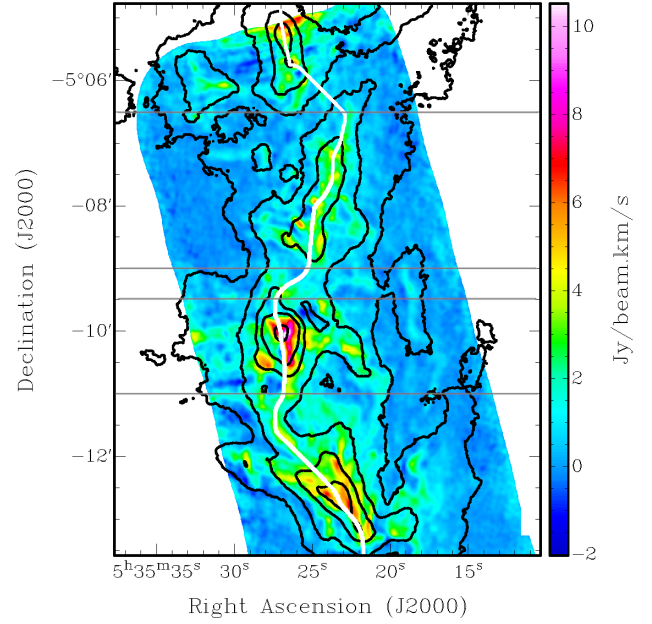 10
8
6
4
2
0
−2
Jy/beam.km/s
−5°06′
−08′
−10′
−12′
Declination (J2000)
5ʰ35ᵐ35ˢ 30ˢ 25ˢ 20ˢ 15ˢ
Right Ascension (J2000)